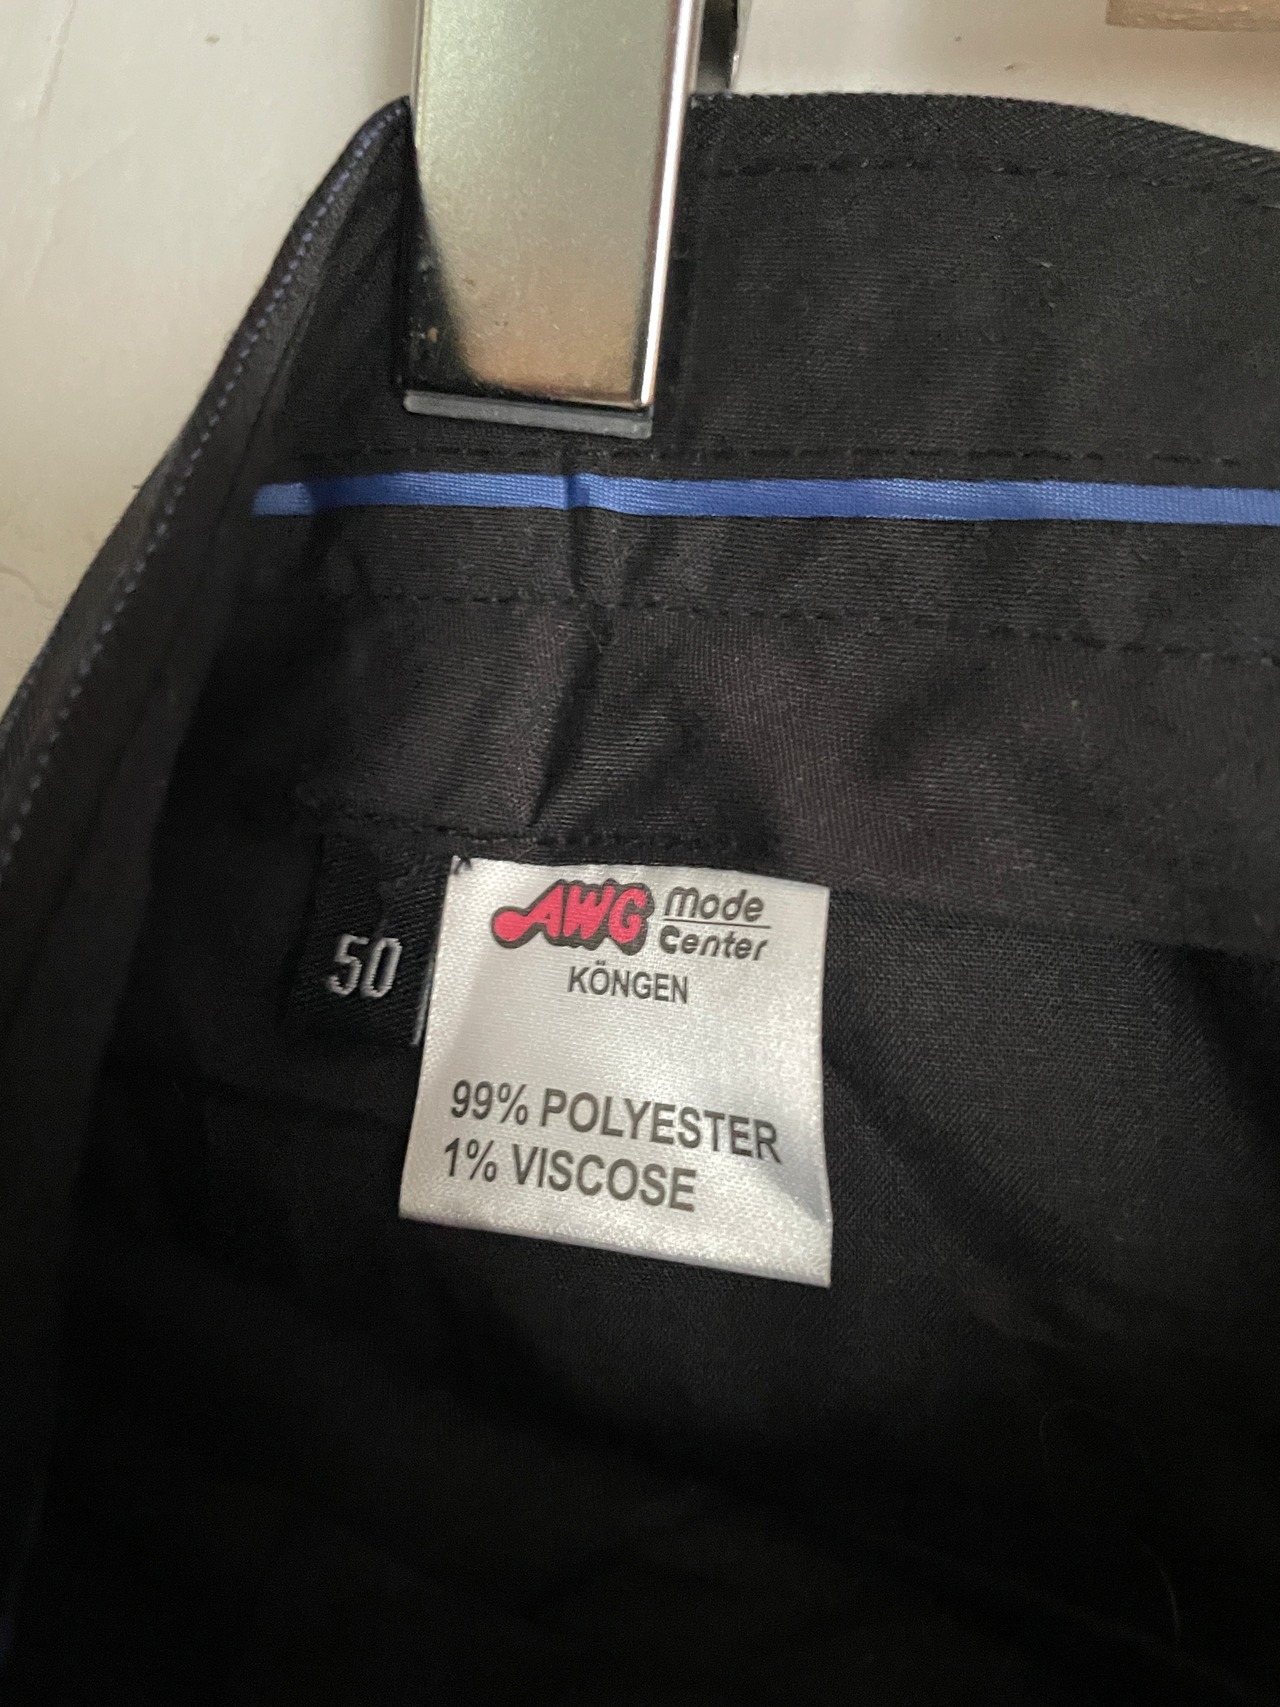 50
AWG Mode
Center
KÖNGEN
99% POLYESTER
1% VISCOSE